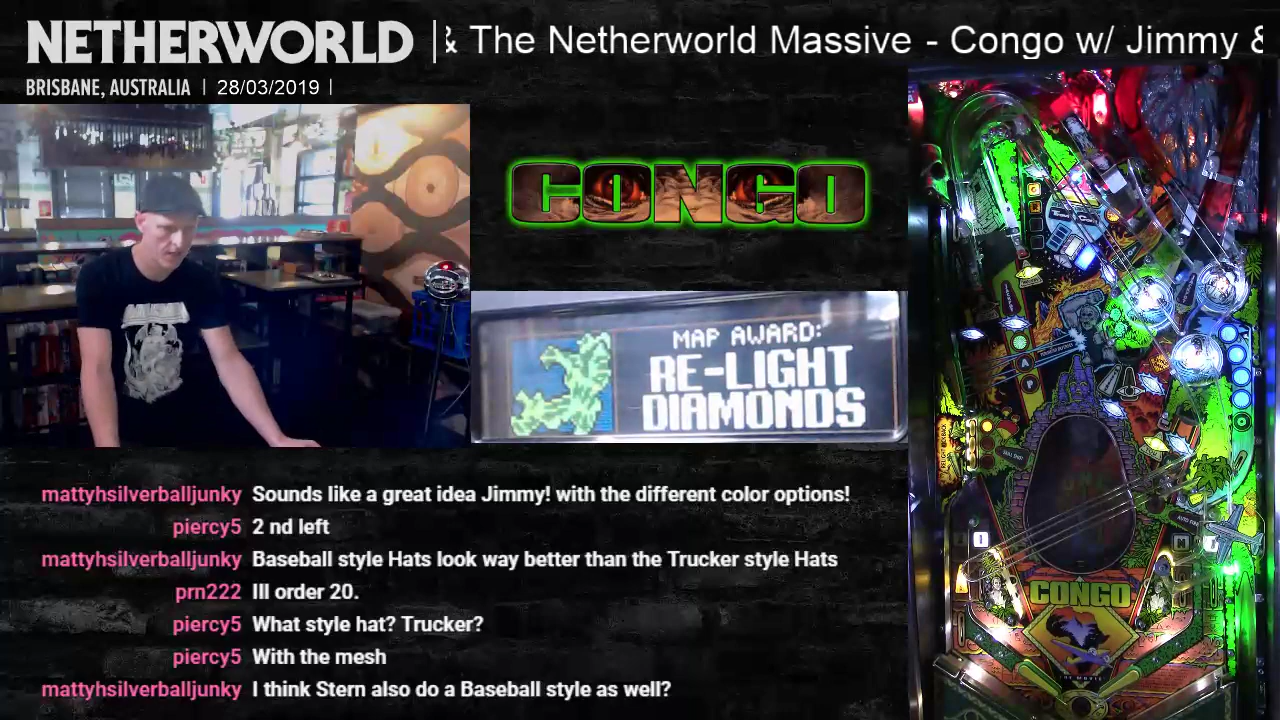 NETHERWORLD
& The Netherworld Massive - Congo w/ Jimmy &
BRISBANE, AUSTRALIA | 28/03/2019 |
CONGO
MAP AWARD:
RE-LIGHT
DIAMONDS
mattyhsilverballjunky Sounds like a great idea Jimmy! with the different color options!
piercy5 2 nd left
mattyhsilverballjunky Baseball style Hats look way better than the Trucker style Hats
prn222 Ill order 20.
piercy5 What style hat? Trucker?
piercy5 With the mesh
mattyhsilverballjunky I think Stern also do a Baseball style as well?
CONGO
THE MOVIE